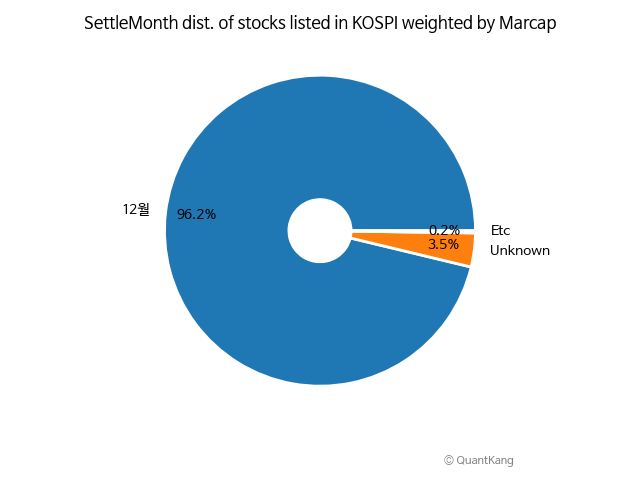 SettleMonth dist. of stocks listed in KOSPI weighted by Marcap
12월
96.2%
0.2%
Etc
3.5%
Unknown
© QuantKang